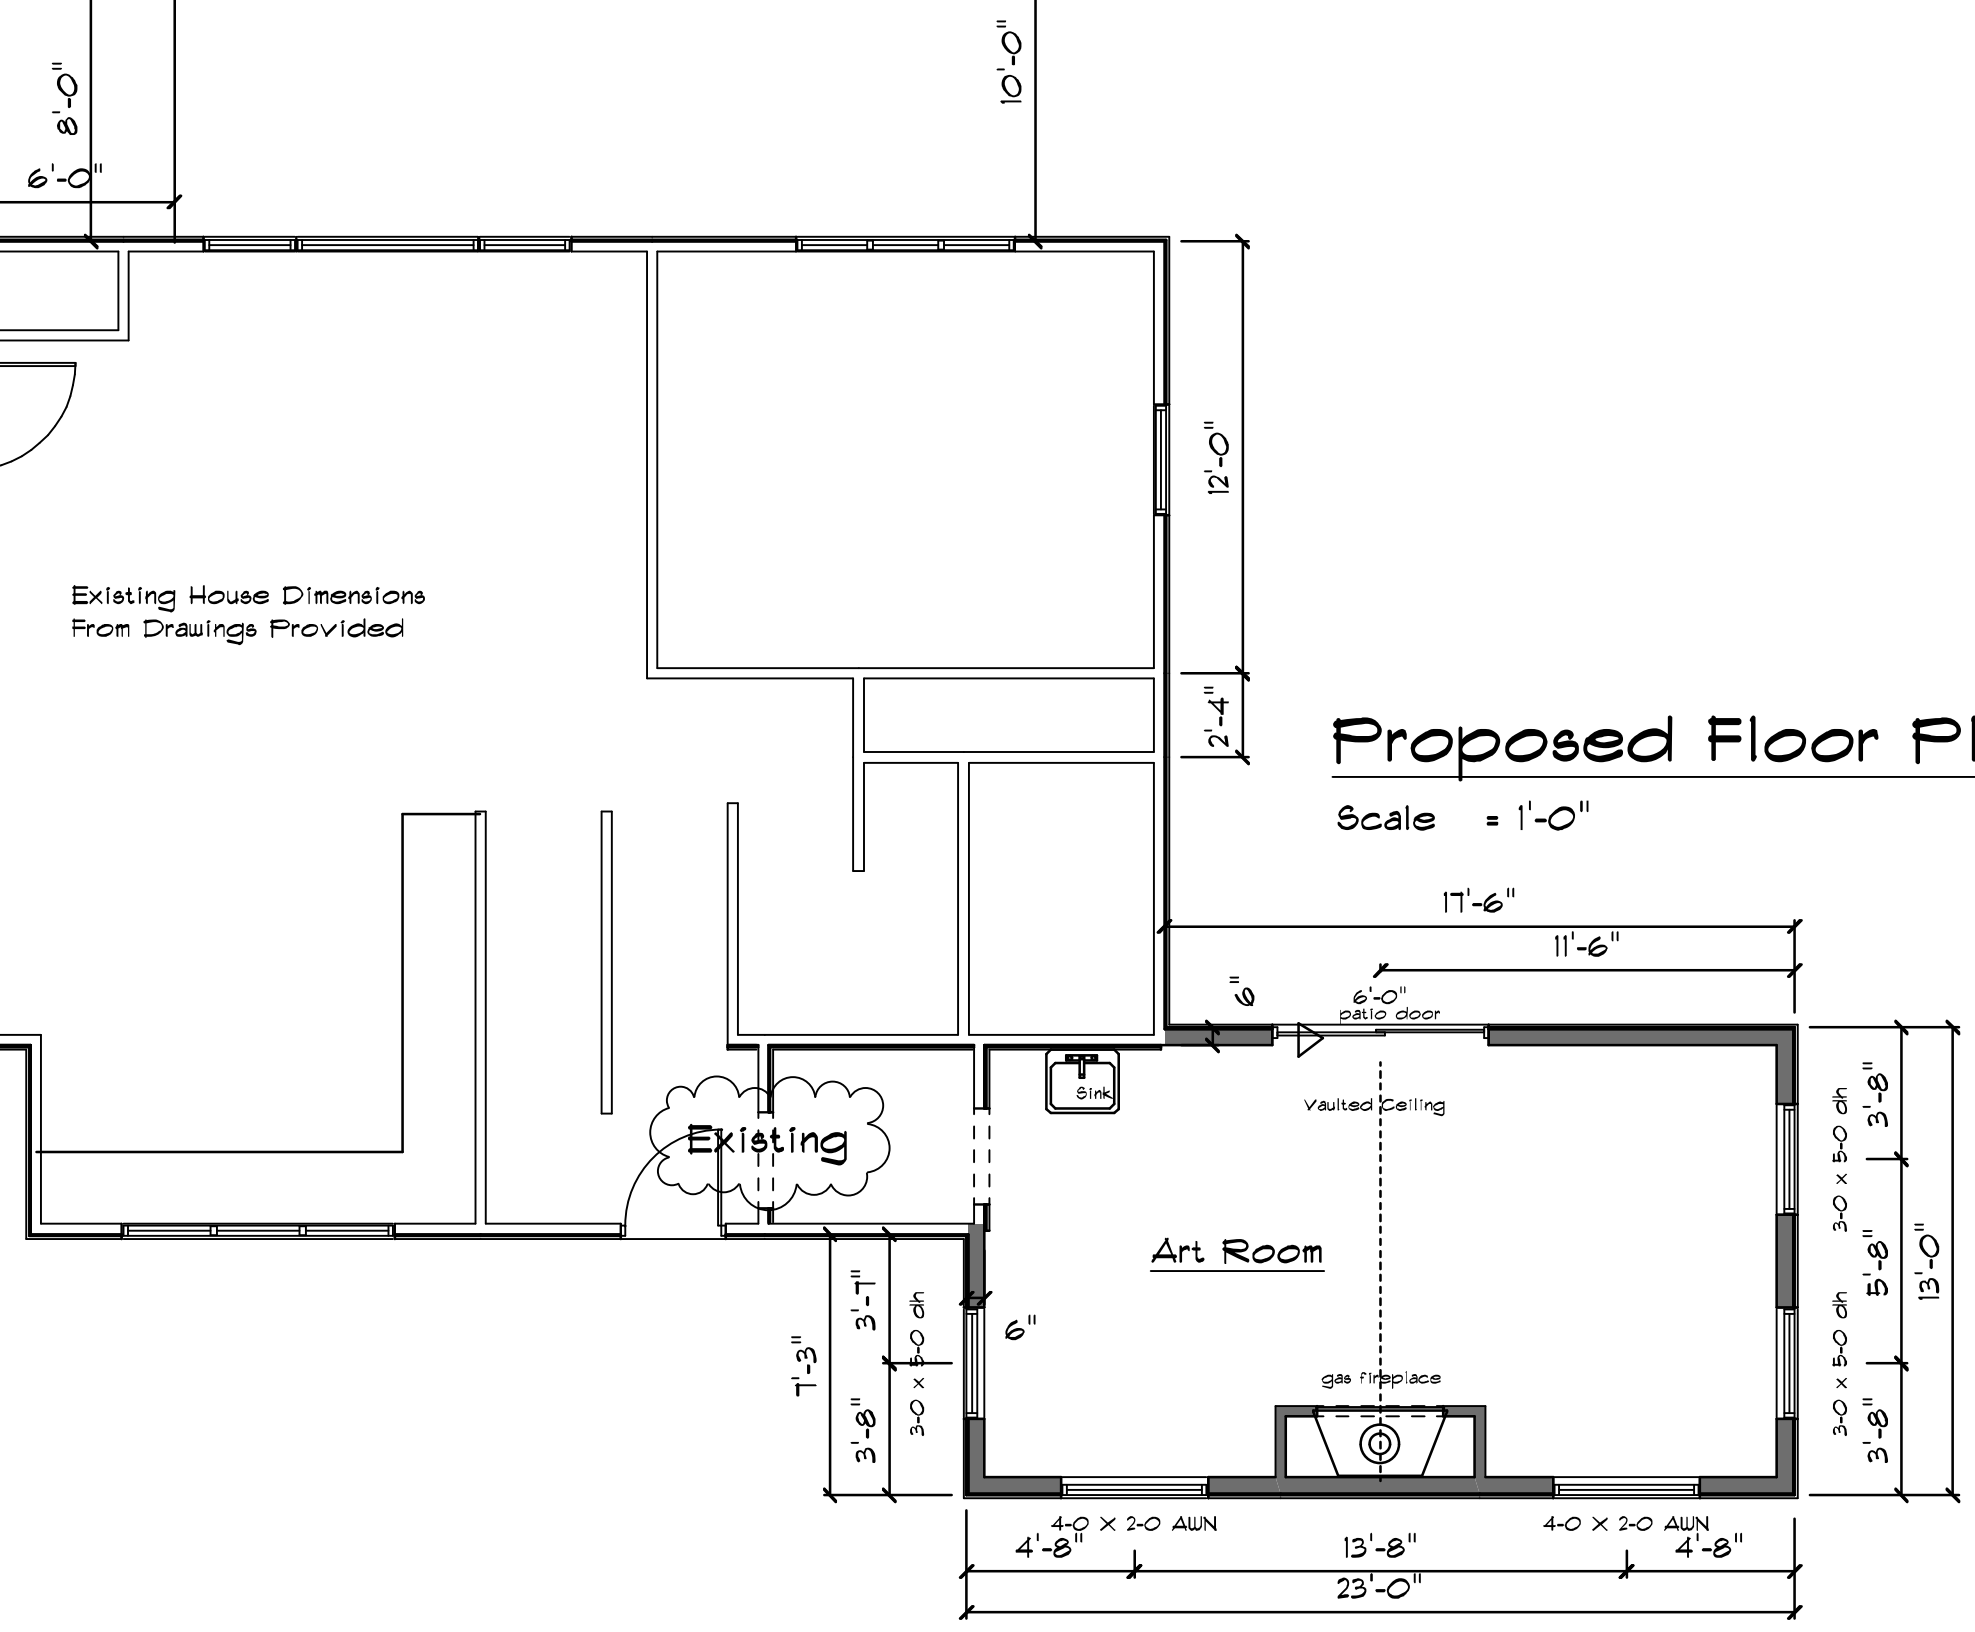 10'-0"
8'-0"
6'-0"
12'-0"
Existing House Dimensions
From Drawings Provided
2'-4"
Proposed Floor Pl
Scale = 1'-0"
17'-6"
11'-6"
6"
6'-0"
patio door
Sink
Vaulted Ceiling
3'-8"
3-0 x 5-0 dh
Existing
Art Room
5'-8"
13'-0"
3'-7"
7'-3"
3-0 x 5-0 dh
6"
3-0 x 5-0 dh
gas fireplace
3'-8"
3'-8"
4-0 X 2-0 AWN
4-0 X 2-0 AWN
4'-8"
13'-8"
4'-8"
23'-0"